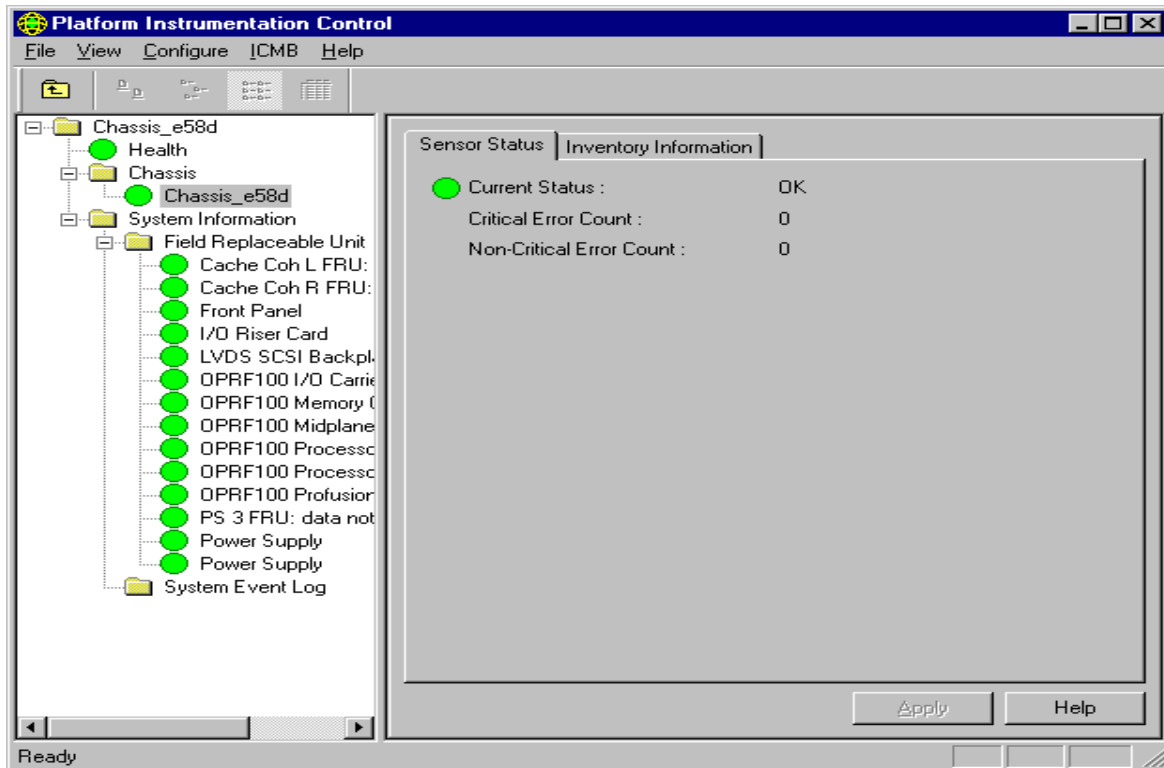 Platform Instrumentation Control
File View Configure ICMB Help
Chassis_e58d
Health
Chassis
Chassis_e58d
System Information
Field Replaceable Unit
Cache Coh L FRU:
Cache Coh R FRU:
Front Panel
I/O Riser Card
LVDS SCSI Backpl
OPRF100 I/O Carrie
OPRF100 Memory
OPRF100 Midplane
OPRF100 Processo
OPRF100 Processo
OPRF100 Profusion
PS 3 FRU: data not
Power Supply
Power Supply
System Event Log
Sensor Status Inventory Information
Current Status : OK
Critical Error Count : 0
Non-Critical Error Count : 0
Apply Help
Ready